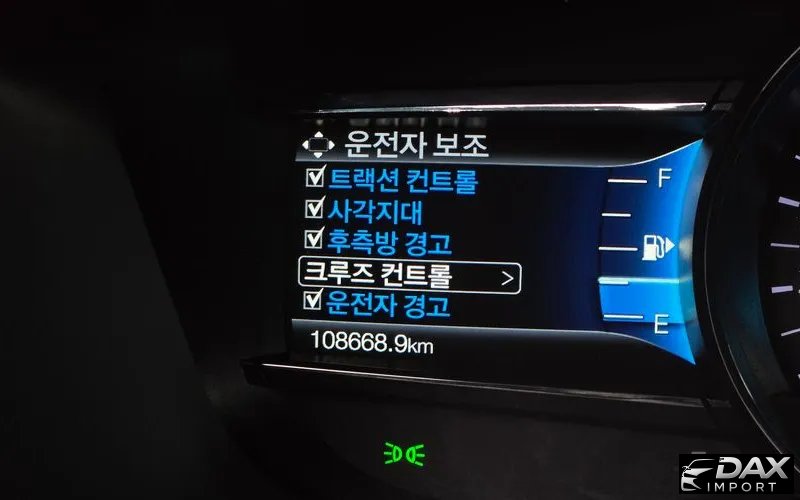 운전자 보조
트랙션 컨트롤
사각지대
후측방 경고
크루즈 컨트롤 >
운전자 경고
108668.9km
F
E
DAX
IMPORT